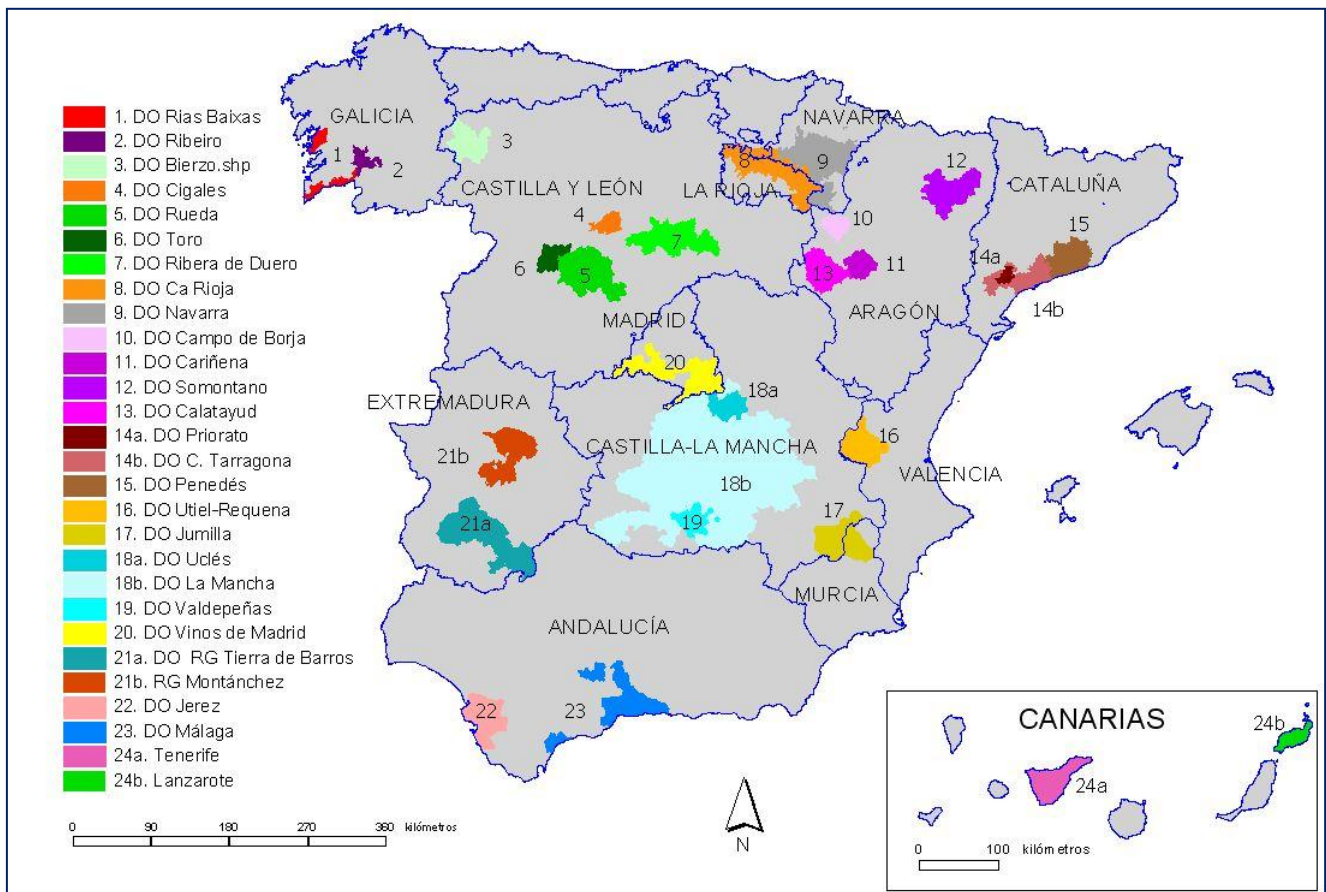 1. DO Rias Baixas
2. DO Ribeiro
3. DO Bierzo.shp
4. DO Cigales
5. DO Rueda
6. DO Toro
7. DO Ribera de Duero
8. DO Ca Rioja
9. DO Navarra
10. DO Campo de Borja
11. DO Cariñena
12. DO Somontano
13. DO Calatayud
14a. DO Priorato
14b. DO C. Tarragona
15. DO Penedés
16. DO Utiel-Requena
17. DO Jumilla
18a. DO Uclés
18b. DO La Mancha
19. DO Valdepeñas
20. DO Vinos de Madrid
21a. DO RG Tierra de Barros
21b. RG Montánchez
22. DO Jerez
23. DO Málaga
24a. Tenerife
24b. Lanzarote
0 90 180 270 360 kilómetros
GALICIA
1
2
3
CASTILLA Y LEÓN
4
5
6
7
NAVARRA
8
9
LA RIOJA
10
11
12
13
ARAGÓN
CATALUÑA
14a
14b
15
MADRID
20
EXTREMADURA
21b
21a
CASTILLA-LA MANCHA
18a
18b
19
16
VALENCIA
17
MURCIA
ANDALUCÍA
22
23
N
CANARIAS
24a
24b
0 100 kilómetros